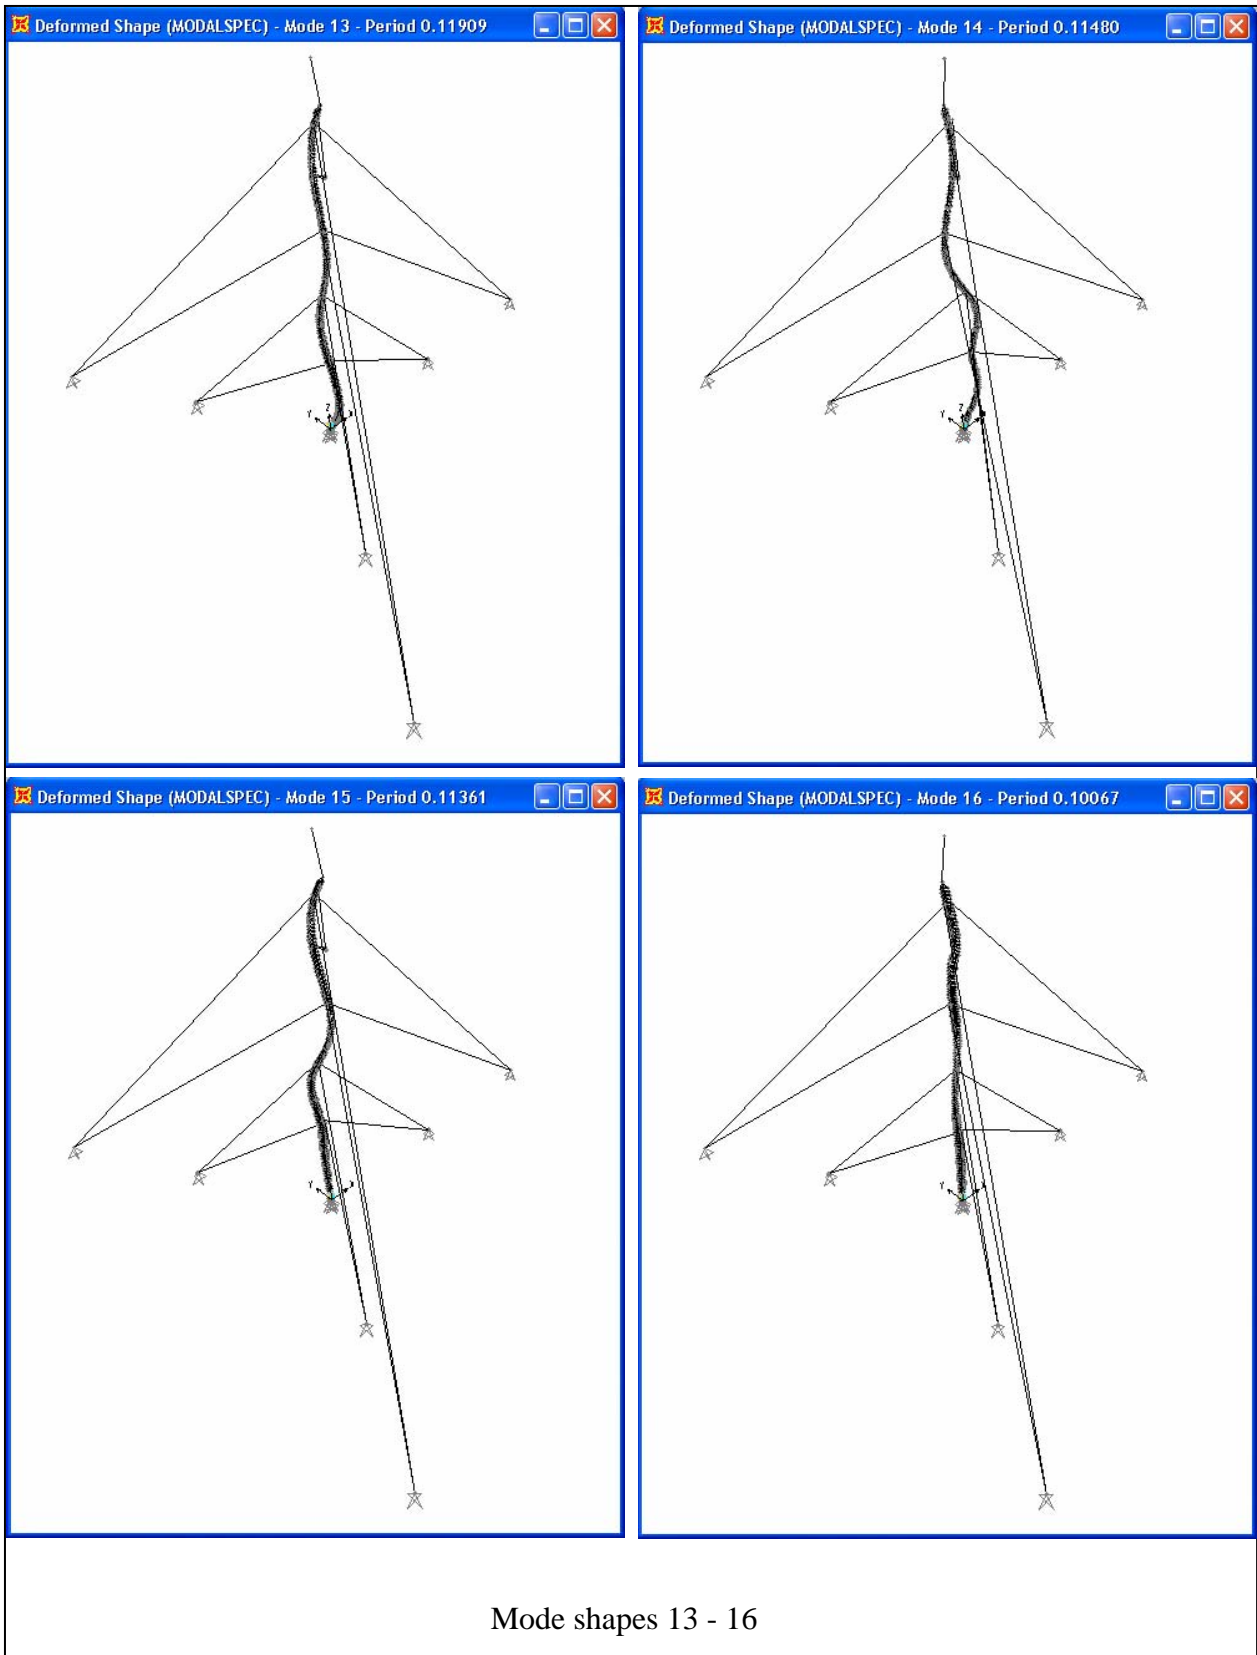 Deformed Shape (MODALSPEC) - Mode 13 - Period 0.11909
Deformed Shape (MODALSPEC) - Mode 14 - Period 0.11480
Y Z X
Y Z
Deformed Shape (MODALSPEC) - Mode 15 - Period 0.11361
Deformed Shape (MODALSPEC) - Mode 16 - Period 0.10067
Y X
Y X
Mode shapes 13 - 16